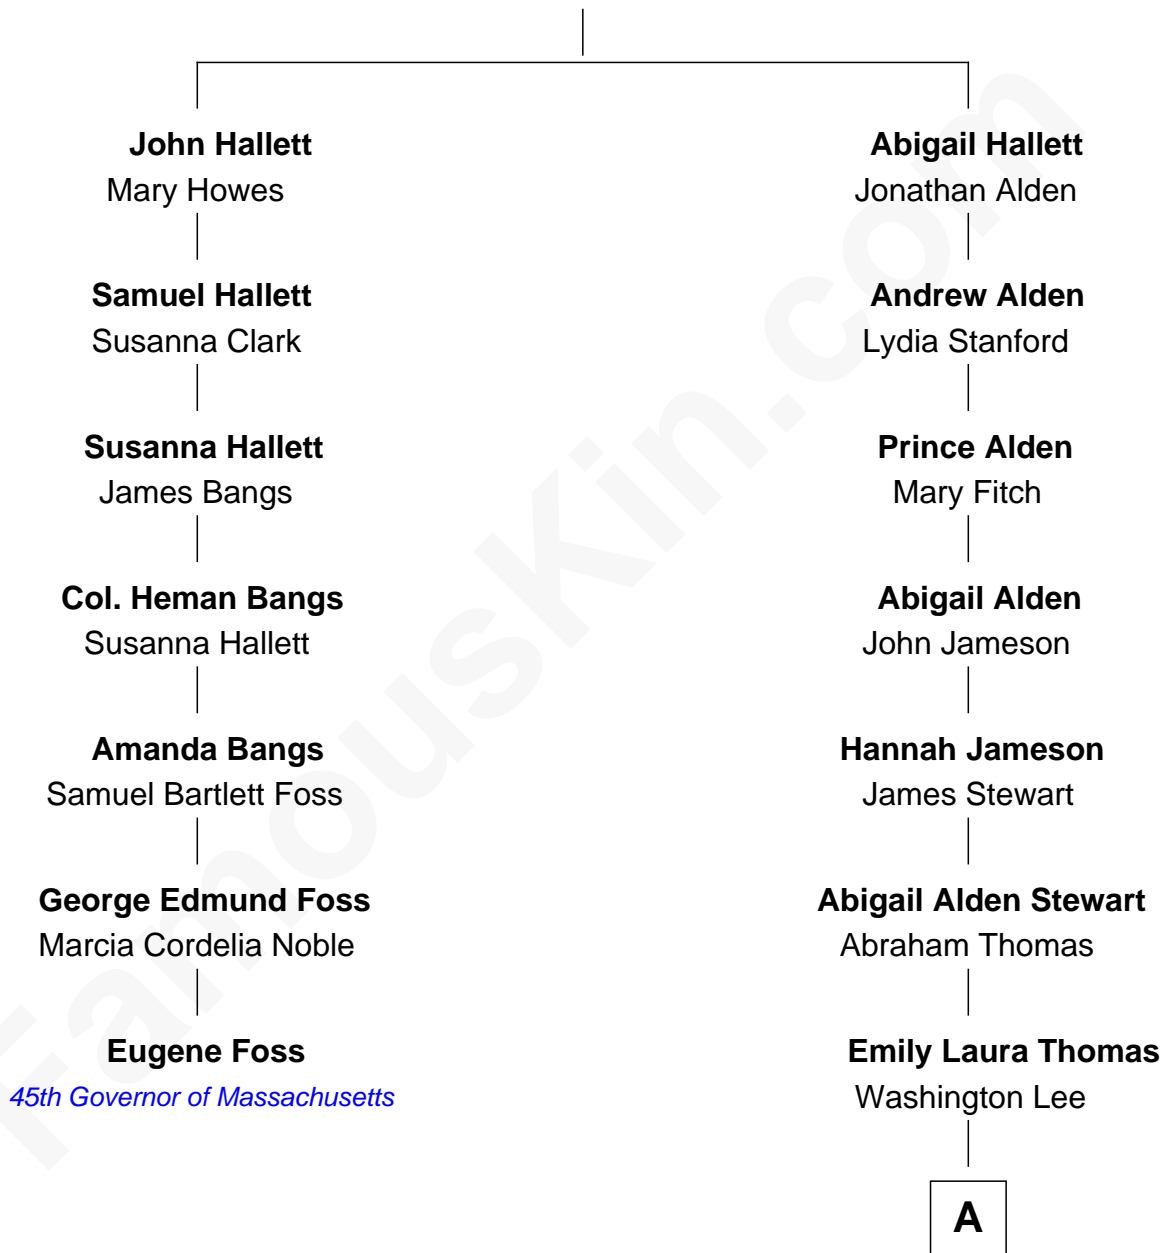 John Hallett
Mary Howes
Samuel Hallett
Susanna Clark
Susanna Hallett
James Bangs
Col. Heman Bangs
Susanna Hallett
Amanda Bangs
Samuel Bartlett Foss
George Edmund Foss
Marcia Cordelia Noble
Eugene Foss
45th Governor of Massachusetts
Abigail Hallett
Jonathan Alden
Andrew Alden
Lydia Stanford
Prince Alden
Mary Fitch
Abigail Alden
John Jameson
Hannah Jameson
James Stewart
Abigail Alden Stewart
Abraham Thomas
Emily Laura Thomas
Washington Lee
A
FamousKin.com